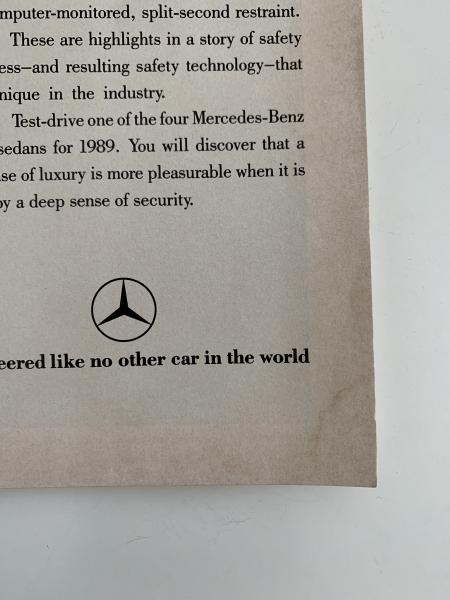 mputer-monitored, split-second restraint.
These are highlights in a story of safety
ess—and resulting safety technology—that
nique in the industry.
Test-drive one of the four Mercedes-Benz
sedans for 1989. You will discover that a
se of luxury is more pleasurable when it is
by a deep sense of security.
eered like no other car in the world